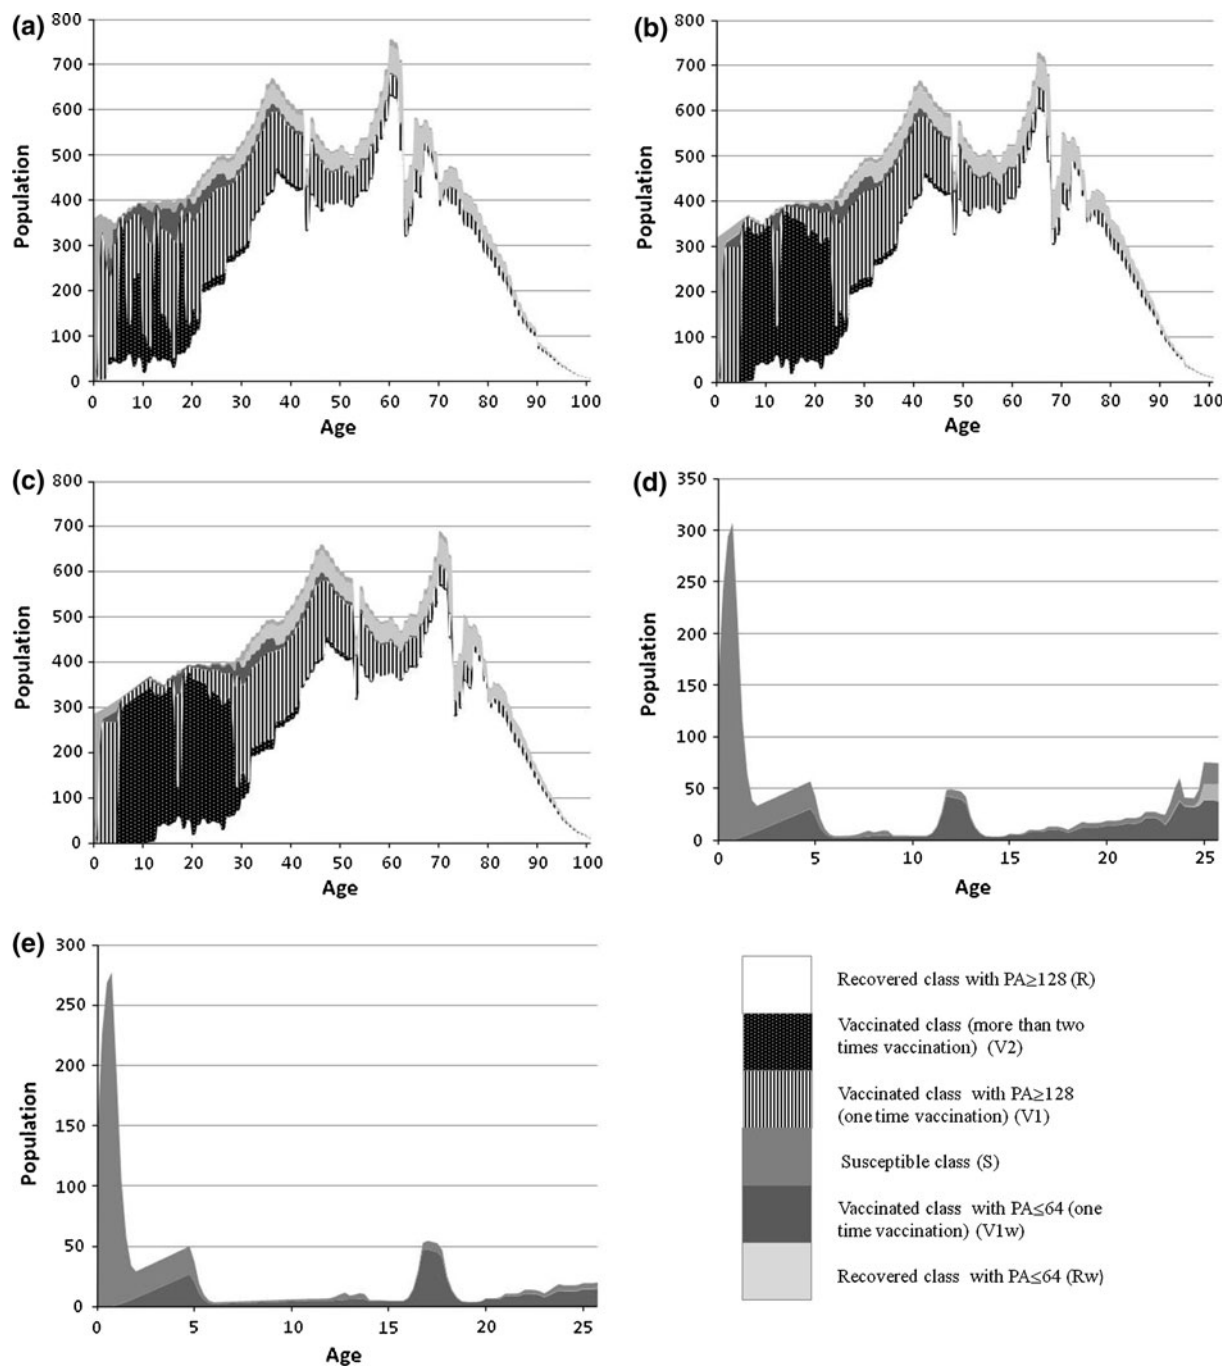 (a)
800
700
600
500
400
300
200
100
0
Population
0 10 20 30 40 50 60 70 80 90 100
Age
(b)
800
700
600
500
400
300
200
100
0
Population
0 10 20 30 40 50 60 70 80 90 100
Age
(c)
800
700
600
500
400
300
200
100
0
Population
0 10 20 30 40 50 60 70 80 90 100
Age
(d)
350
300
250
200
150
100
50
0
Population
0 5 10 15 20 25
Age
(e)
300
250
200
150
100
50
0
Population
0 5 10 15 20 25
Age
Recovered class with PA≥128 (R)
Vaccinated class (more than two
times vaccination) (V2)
Vaccinated class with PA≥128
(one time vaccination) (V1)
Susceptible class (S)
Vaccinated class with PA≤64 (one
time vaccination) (V1w)
Recovered class with PA≤64 (Rw)